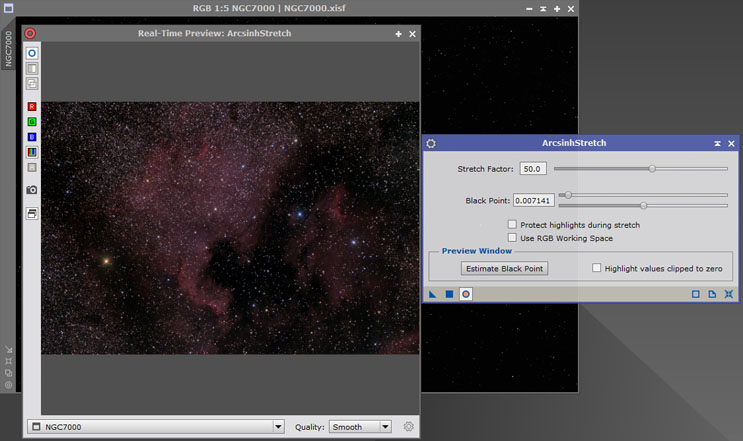 RGB 1:5 NGC7000 | NGC7000.xisf
NGC7000
Real-Time Preview: ArcsinhStretch
R
G
B
NGC7000
Quality:
Smooth
ArcsinhStretch
Stretch Factor:
50.0
Black Point:
0.007141
Protect highlights during stretch
Use RGB Working Space
Preview Window
Estimate Black Point
Highlight values clipped to zero